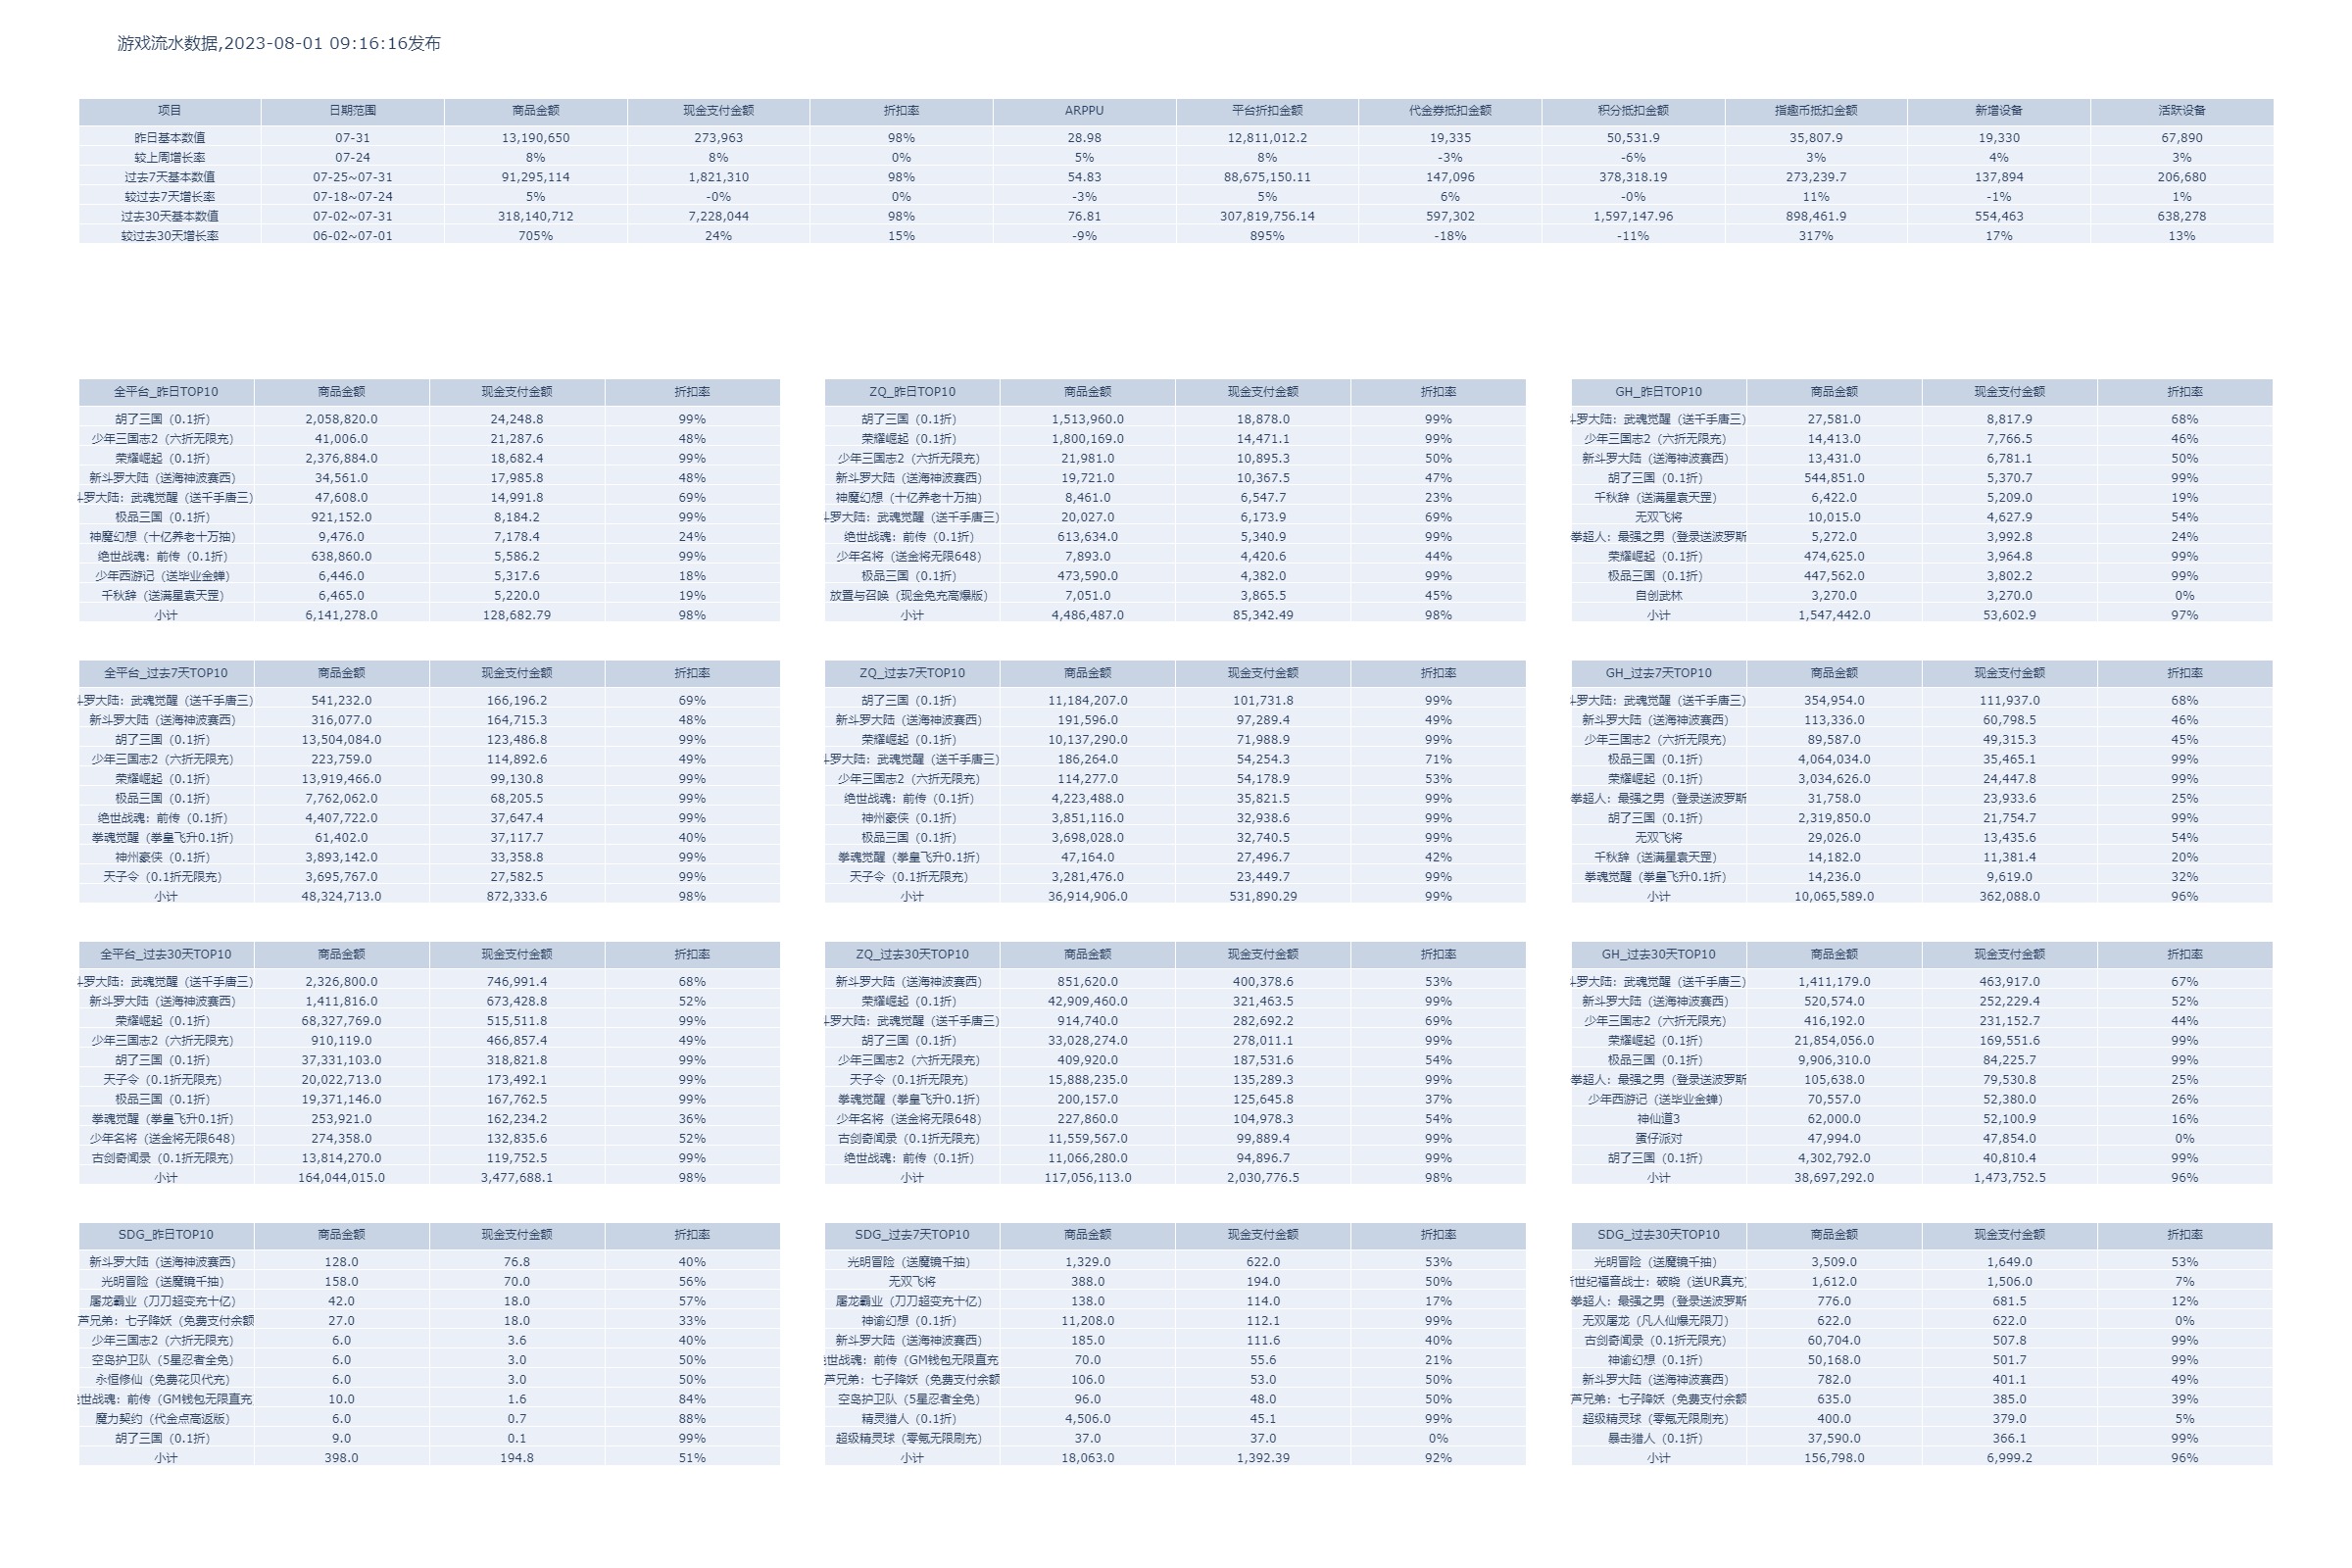 游戏流水数据,2023-08-01 09:16:16发布
项目 日期范围 商品金额 现金支付金额 折扣率 ARPPU 平台折扣金额 代金券抵扣金额 积分抵扣金额 指趣币抵扣金额 新增设备 活跃设备
昨日基本数值 07-31 13,190,650 273,963 98% 28.98 12,811,012.2 19,335 50,531.9 35,807.9 19,330 67,890
较上周增长率 07-24 8% 8% 0% 5% 8% -3% -6% 3% 4% 3%
过去7天基本数值 07-25~07-31 91,295,114 1,821,310 98% 54.83 88,675,150.11 147,096 378,318.19 273,239.7 137,894 206,680
较过去7天增长率 07-18~07-24 5% -0% 0% -3% 5% 6% -0% 11% -1% 1%
过去30天基本数值 07-02~07-31 318,140,712 7,228,044 98% 76.81 307,819,756.14 597,302 1,597,147.96 898,461.9 554,463 638,278
较过去30天增长率 06-02~07-01 705% 24% 15% -9% 895% -18% -11% 317% 17% 13%
全平台_昨日TOP10 商品金额 现金支付金额 折扣率
胡了三国（0.1折） 2,058,820.0 24,248.8 99%
少年三国志2（六折无限充） 41,006.0 21,287.6 48%
荣耀崛起（0.1折） 2,376,884.0 18,682.4 99%
新斗罗大陆（送海神波赛西） 34,561.0 17,985.8 48%
罗大陆：武魂觉醒（送千手唐三） 47,608.0 14,991.8 69%
极品三国（0.1折） 921,152.0 8,184.2 99%
神魔幻想（十亿养老十万抽） 9,476.0 7,178.4 24%
绝世战魂：前传（0.1折） 638,860.0 5,586.2 99%
少年西游记（送毕业金蝉） 6,446.0 5,317.6 18%
千秋辞（送满星袁天罡） 6,465.0 5,220.0 19%
小计 6,141,278.0 128,682.79 98%
ZQ_昨日TOP10 商品金额 现金支付金额 折扣率
胡了三国（0.1折） 1,513,960.0 18,878.0 99%
荣耀崛起（0.1折） 1,800,169.0 14,471.1 99%
少年三国志2（六折无限充） 21,981.0 10,895.3 50%
新斗罗大陆（送海神波赛西） 19,721.0 10,367.5 47%
神魔幻想（十亿养老十万抽） 8,461.0 6,547.7 23%
罗大陆：武魂觉醒（送千手唐三） 20,027.0 6,173.9 69%
绝世战魂：前传（0.1折） 613,634.0 5,340.9 99%
少年名将（送金将无限648） 7,893.0 4,420.6 44%
极品三国（0.1折） 473,590.0 4,382.0 99%
放置与召唤（现金免充高爆版） 7,051.0 3,865.5 45%
小计 4,486,487.0 85,342.49 98%
GH_昨日TOP10 商品金额 现金支付金额 折扣率
罗大陆：武魂觉醒（送千手唐三） 27,581.0 8,817.9 68%
少年三国志2（六折无限充） 14,413.0 7,766.5 46%
新斗罗大陆（送海神波赛西） 13,431.0 6,781.1 50%
胡了三国（0.1折） 544,851.0 5,370.7 99%
千秋辞（送满星袁天罡） 6,422.0 5,209.0 19%
无双飞将 10,015.0 4,627.9 54%
拳超人：最强之男（登录送波罗斯 5,272.0 3,992.8 24%
荣耀崛起（0.1折） 474,625.0 3,964.8 99%
极品三国（0.1折） 447,562.0 3,802.2 99%
自创武林 3,270.0 3,270.0 0%
小计 1,547,442.0 53,602.9 97%
全平台_过去7天TOP10 商品金额 现金支付金额 折扣率
罗大陆：武魂觉醒（送千手唐三） 541,232.0 166,196.2 69%
新斗罗大陆（送海神波赛西） 316,077.0 164,715.3 48%
胡了三国（0.1折） 13,504,084.0 123,486.8 99%
少年三国志2（六折无限充） 223,759.0 114,892.6 49%
荣耀崛起（0.1折） 13,919,466.0 99,130.8 99%
极品三国（0.1折） 7,762,062.0 68,205.5 99%
绝世战魂：前传（0.1折） 4,407,722.0 37,647.4 99%
拳魂觉醒（拳皇飞升0.1折） 61,402.0 37,117.7 40%
神州豪侠（0.1折） 3,893,142.0 33,358.8 99%
天子令（0.1折无限充） 3,695,767.0 27,582.5 99%
小计 48,324,713.0 872,333.6 98%
ZQ_过去7天TOP10 商品金额 现金支付金额 折扣率
胡了三国（0.1折） 11,184,207.0 101,731.8 99%
新斗罗大陆（送海神波赛西） 191,596.0 97,289.4 49%
荣耀崛起（0.1折） 10,137,290.0 71,988.9 99%
罗大陆：武魂觉醒（送千手唐三） 186,264.0 54,254.3 71%
少年三国志2（六折无限充） 114,277.0 54,178.9 53%
绝世战魂：前传（0.1折） 4,223,488.0 35,821.5 99%
神州豪侠（0.1折） 3,851,116.0 32,938.6 99%
极品三国（0.1折） 3,698,028.0 32,740.5 99%
拳魂觉醒（拳皇飞升0.1折） 47,164.0 27,496.7 42%
天子令（0.1折无限充） 3,281,476.0 23,449.7 99%
小计 36,914,906.0 531,890.29 99%
GH_过去7天TOP10 商品金额 现金支付金额 折扣率
罗大陆：武魂觉醒（送千手唐三） 354,954.0 111,937.0 68%
新斗罗大陆（送海神波赛西） 113,336.0 60,798.5 46%
少年三国志2（六折无限充） 89,587.0 49,315.3 45%
极品三国（0.1折） 4,064,034.0 35,465.1 99%
荣耀崛起（0.1折） 3,034,626.0 24,447.8 99%
拳超人：最强之男（登录送波罗斯 31,758.0 23,933.6 25%
胡了三国（0.1折） 2,319,850.0 21,754.7 99%
无双飞将 29,026.0 13,435.6 54%
千秋辞（送满星袁天罡） 14,182.0 11,381.4 20%
拳魂觉醒（拳皇飞升0.1折） 14,236.0 9,619.0 32%
小计 10,065,589.0 362,088.0 96%
全平台_过去30天TOP10 商品金额 现金支付金额 折扣率
罗大陆：武魂觉醒（送千手唐三） 2,326,800.0 746,991.4 68%
新斗罗大陆（送海神波赛西） 1,411,816.0 673,428.8 52%
荣耀崛起（0.1折） 68,327,769.0 515,511.8 99%
少年三国志2（六折无限充） 910,119.0 466,857.4 49%
胡了三国（0.1折） 37,331,103.0 318,821.8 99%
天子令（0.1折无限充） 20,022,713.0 173,492.1 99%
极品三国（0.1折） 19,371,146.0 167,762.5 99%
拳魂觉醒（拳皇飞升0.1折） 253,921.0 162,234.2 36%
少年名将（送金将无限648） 274,358.0 132,835.6 52%
古剑奇闻录（0.1折无限充） 13,814,270.0 119,752.5 99%
小计 164,044,015.0 3,477,688.1 98%
ZQ_过去30天TOP10 商品金额 现金支付金额 折扣率
新斗罗大陆（送海神波赛西） 851,620.0 400,378.6 53%
荣耀崛起（0.1折） 42,909,460.0 321,463.5 99%
罗大陆：武魂觉醒（送千手唐三） 914,740.0 282,692.2 69%
胡了三国（0.1折） 33,028,274.0 278,011.1 99%
少年三国志2（六折无限充） 409,920.0 187,531.6 54%
天子令（0.1折无限充） 15,888,235.0 135,289.3 99%
拳魂觉醒（拳皇飞升0.1折） 200,157.0 125,645.8 37%
少年名将（送金将无限648） 227,860.0 104,978.3 54%
古剑奇闻录（0.1折无限充） 11,559,567.0 99,889.4 99%
绝世战魂：前传（0.1折） 11,066,280.0 94,896.7 99%
小计 117,056,113.0 2,030,776.5 98%
GH_过去30天TOP10 商品金额 现金支付金额 折扣率
罗大陆：武魂觉醒（送千手唐三） 1,411,179.0 463,917.0 67%
新斗罗大陆（送海神波赛西） 520,574.0 252,229.4 52%
少年三国志2（六折无限充） 416,192.0 231,152.7 44%
荣耀崛起（0.1折） 21,854,056.0 169,551.6 99%
极品三国（0.1折） 9,906,310.0 84,225.7 99%
拳超人：最强之男（登录送波罗斯 105,638.0 79,530.8 25%
少年西游记（送毕业金蝉） 70,557.0 52,380.0 26%
神仙道3 62,000.0 52,100.9 16%
蛋仔派对 47,994.0 47,854.0 0%
胡了三国（0.1折） 4,302,792.0 40,810.4 99%
小计 38,697,292.0 1,473,752.5 96%
SDG_昨日TOP10 商品金额 现金支付金额 折扣率
新斗罗大陆（送海神波赛西） 128.0 76.8 40%
光明冒险（送魔镜千抽） 158.0 70.0 56%
屠龙霸业（刀刀超变充十亿） 42.0 18.0 57%
芦兄弟：七子降妖（免费支付余额 27.0 18.0 33%
少年三国志2（六折无限充） 6.0 3.6 40%
空岛护卫队（5星忍者全免） 6.0 3.0 50%
永恒修仙（免费花贝代充） 6.0 3.0 50%
世战魂：前传（GM钱包无限直充 10.0 1.6 84%
魔力契约（代金点高返版） 6.0 0.7 88%
胡了三国（0.1折） 9.0 0.1 99%
小计 398.0 194.8 51%
SDG_过去7天TOP10 商品金额 现金支付金额 折扣率
光明冒险（送魔镜千抽） 1,329.0 622.0 53%
无双飞将 388.0 194.0 50%
屠龙霸业（刀刀超变充十亿） 138.0 114.0 17%
神谕幻想（0.1折） 11,208.0 112.1 99%
新斗罗大陆（送海神波赛西） 185.0 111.6 40%
世战魂：前传（GM钱包无限直充 70.0 55.6 21%
芦兄弟：七子降妖（免费支付余额 106.0 53.0 50%
空岛护卫队（5星忍者全免） 96.0 48.0 50%
精灵猎人（0.1折） 4,506.0 45.1 99%
超级精灵球（零氪无限刷充） 37.0 37.0 0%
小计 18,063.0 1,392.39 92%
SDG_过去30天TOP10 商品金额 现金支付金额 折扣率
光明冒险（送魔镜千抽） 3,509.0 1,649.0 53%
世纪福音战士：破晓（送UR真充） 1,612.0 1,506.0 7%
拳超人：最强之男（登录送波罗斯 776.0 681.5 12%
无双屠龙（凡人仙爆无限刀） 622.0 622.0 0%
古剑奇闻录（0.1折无限充） 60,704.0 507.8 99%
神谕幻想（0.1折） 50,168.0 501.7 99%
新斗罗大陆（送海神波赛西） 782.0 401.1 49%
芦兄弟：七子降妖（免费支付余额 635.0 385.0 39%
超级精灵球（零氪无限刷充） 400.0 379.0 5%
暴击猎人（0.1折） 37,590.0 366.1 99%
小计 156,798.0 6,999.2 96%